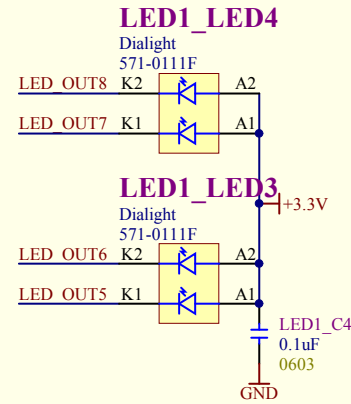 LED1_LED4
Dialight
571-0111F
LED_OUT8 K2 A2
LED_OUT7 K1 A1
LED1_LED3
Dialight
571-0111F
+3.3V
LED_OUT6 K2 A2
LED_OUT5 K1 A1
LED1_C4
0.1uF
0603
GND